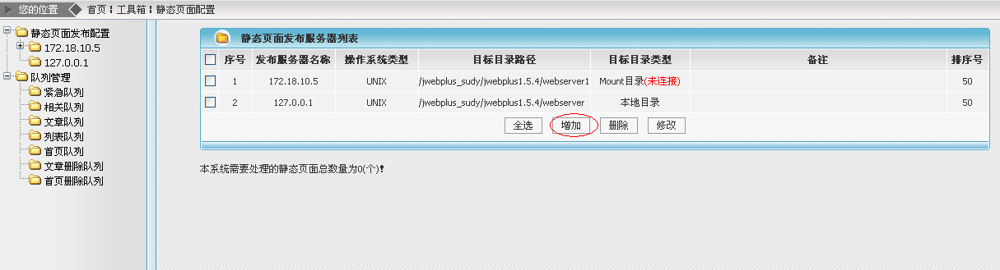 您的位置 首页 ¦ 工具箱 ¦ 静态页面配置
静态页面发布配置
172.18.10.5
127.0.0.1
队列管理
紧急队列
相关队列
文章队列
列表队列
首页队列
文章删除队列
首页删除队列
静态页面发布服务器列表
序号 发布服务器名称 操作系统类型 目标目录路径 目标目录类型 备注 排序号
1 172.18.10.5 UNIX /jwebplus_sudy/jwebplus1.5.4/webserver1 Mount目录(未连接) 50
2 127.0.0.1 UNIX /jwebplus_sudy/jwebplus1.5.4/webserver 本地目录 50
全选 增加 删除 修改
本系统需要处理的静态页面总数量为0(个)!